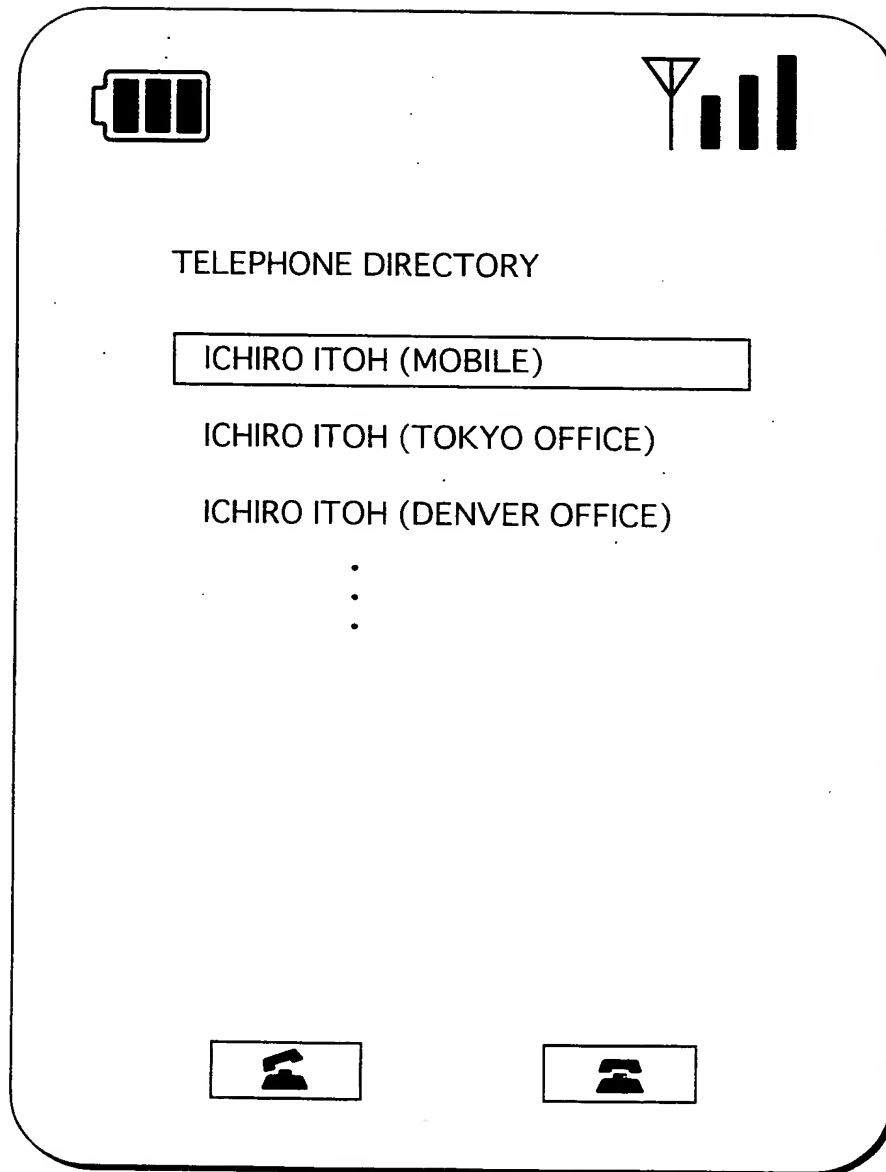 TELEPHONE DIRECTORY
ICHIRO ITOH (MOBILE)
ICHIRO ITOH (TOKYO OFFICE)
ICHIRO ITOH (DENVER OFFICE)